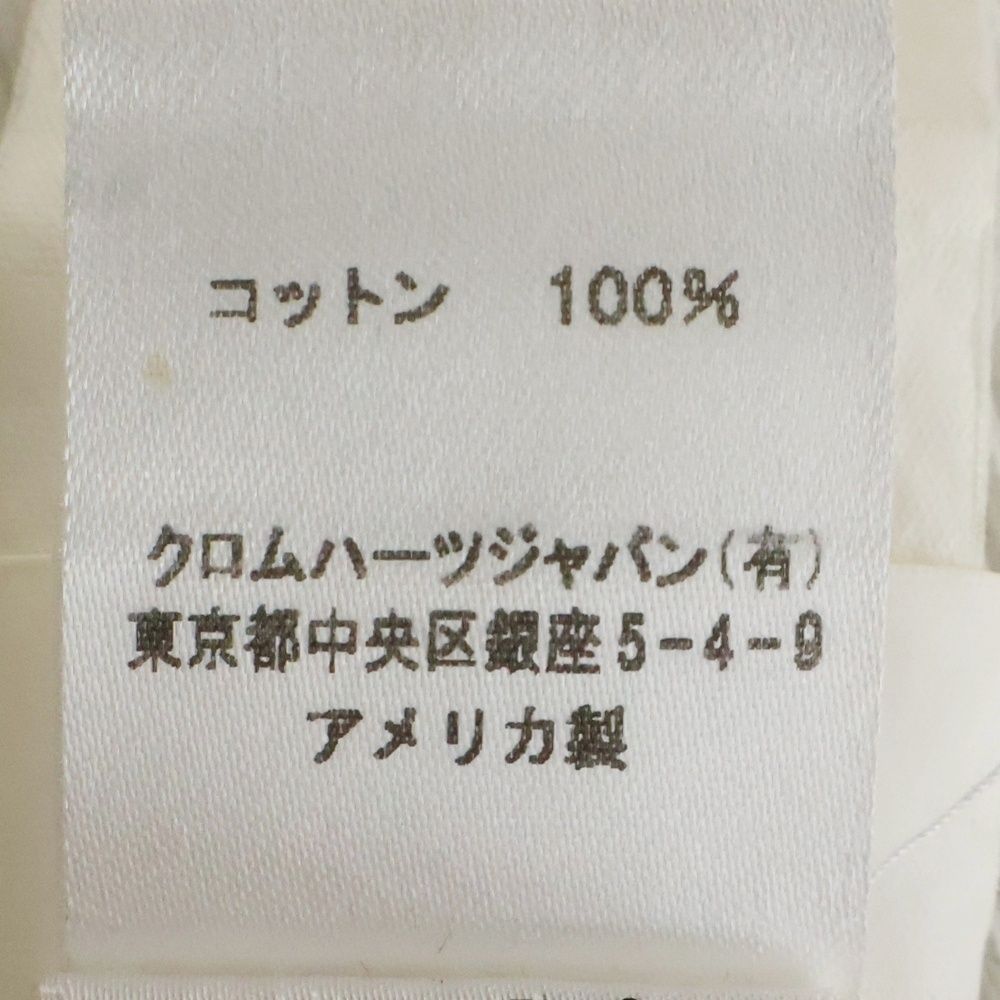 コットン　100%
クロムハーツジャパン(有)
東京都中央区銀座5-4-9
アメリカ製